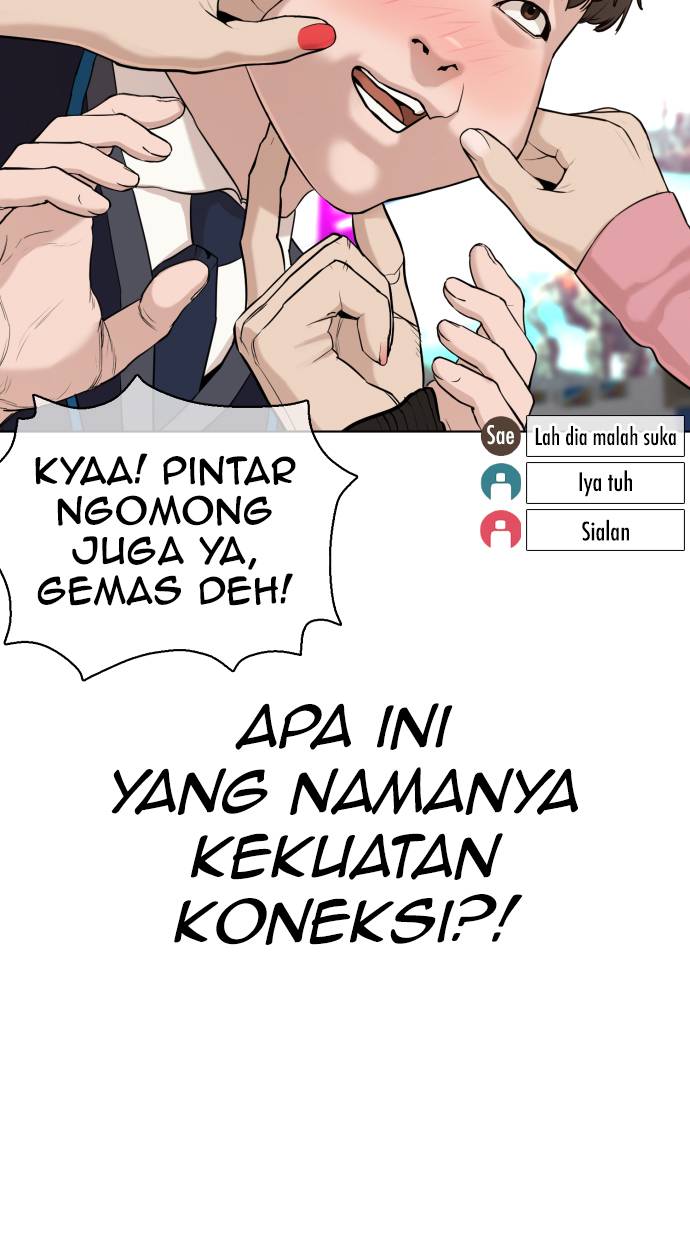 Sae
Lah dia malah suka
Iya tuh
Sialan
KYAA! PINTAR
NGOMONG
JUGA YA,
GEMAS DEH!
APA INI
YANG NAMANYA
KEKUATAN
KONEKSI?!